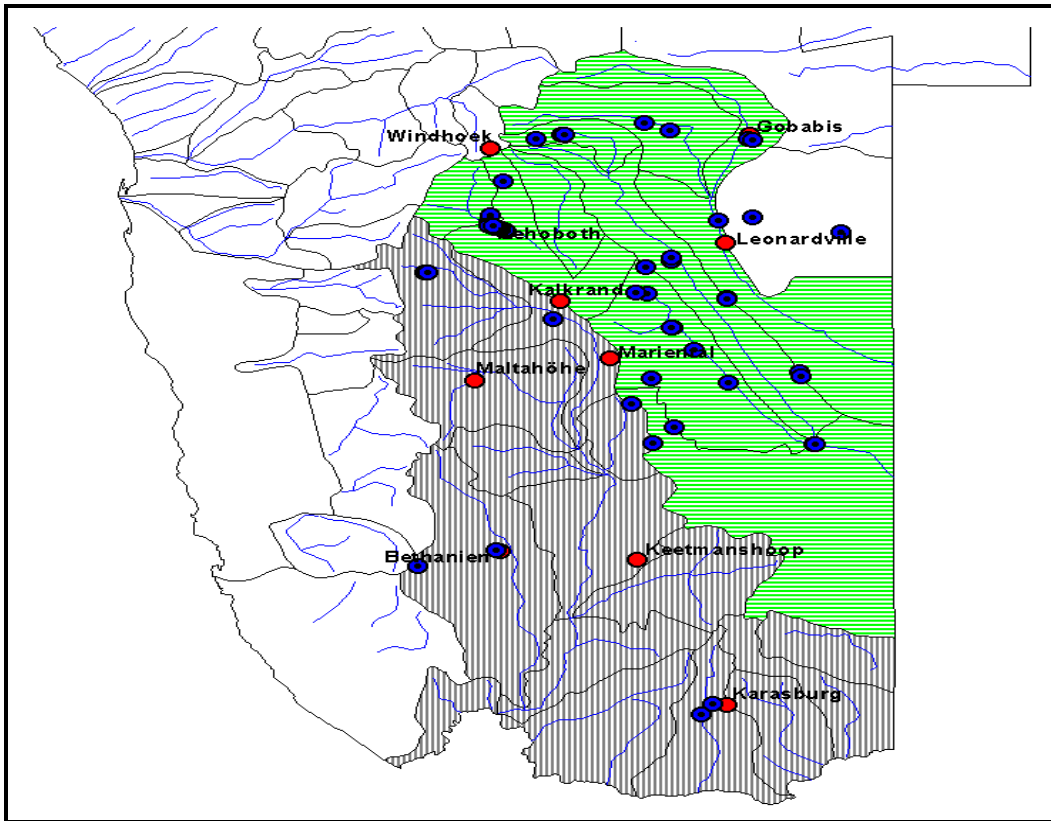 Gobabis
Windhoek
Rehoboth
Leonardville
Kalkrand
Mariental
Maltahöhe
Keetmanshoop
Bethanien
Karasburg